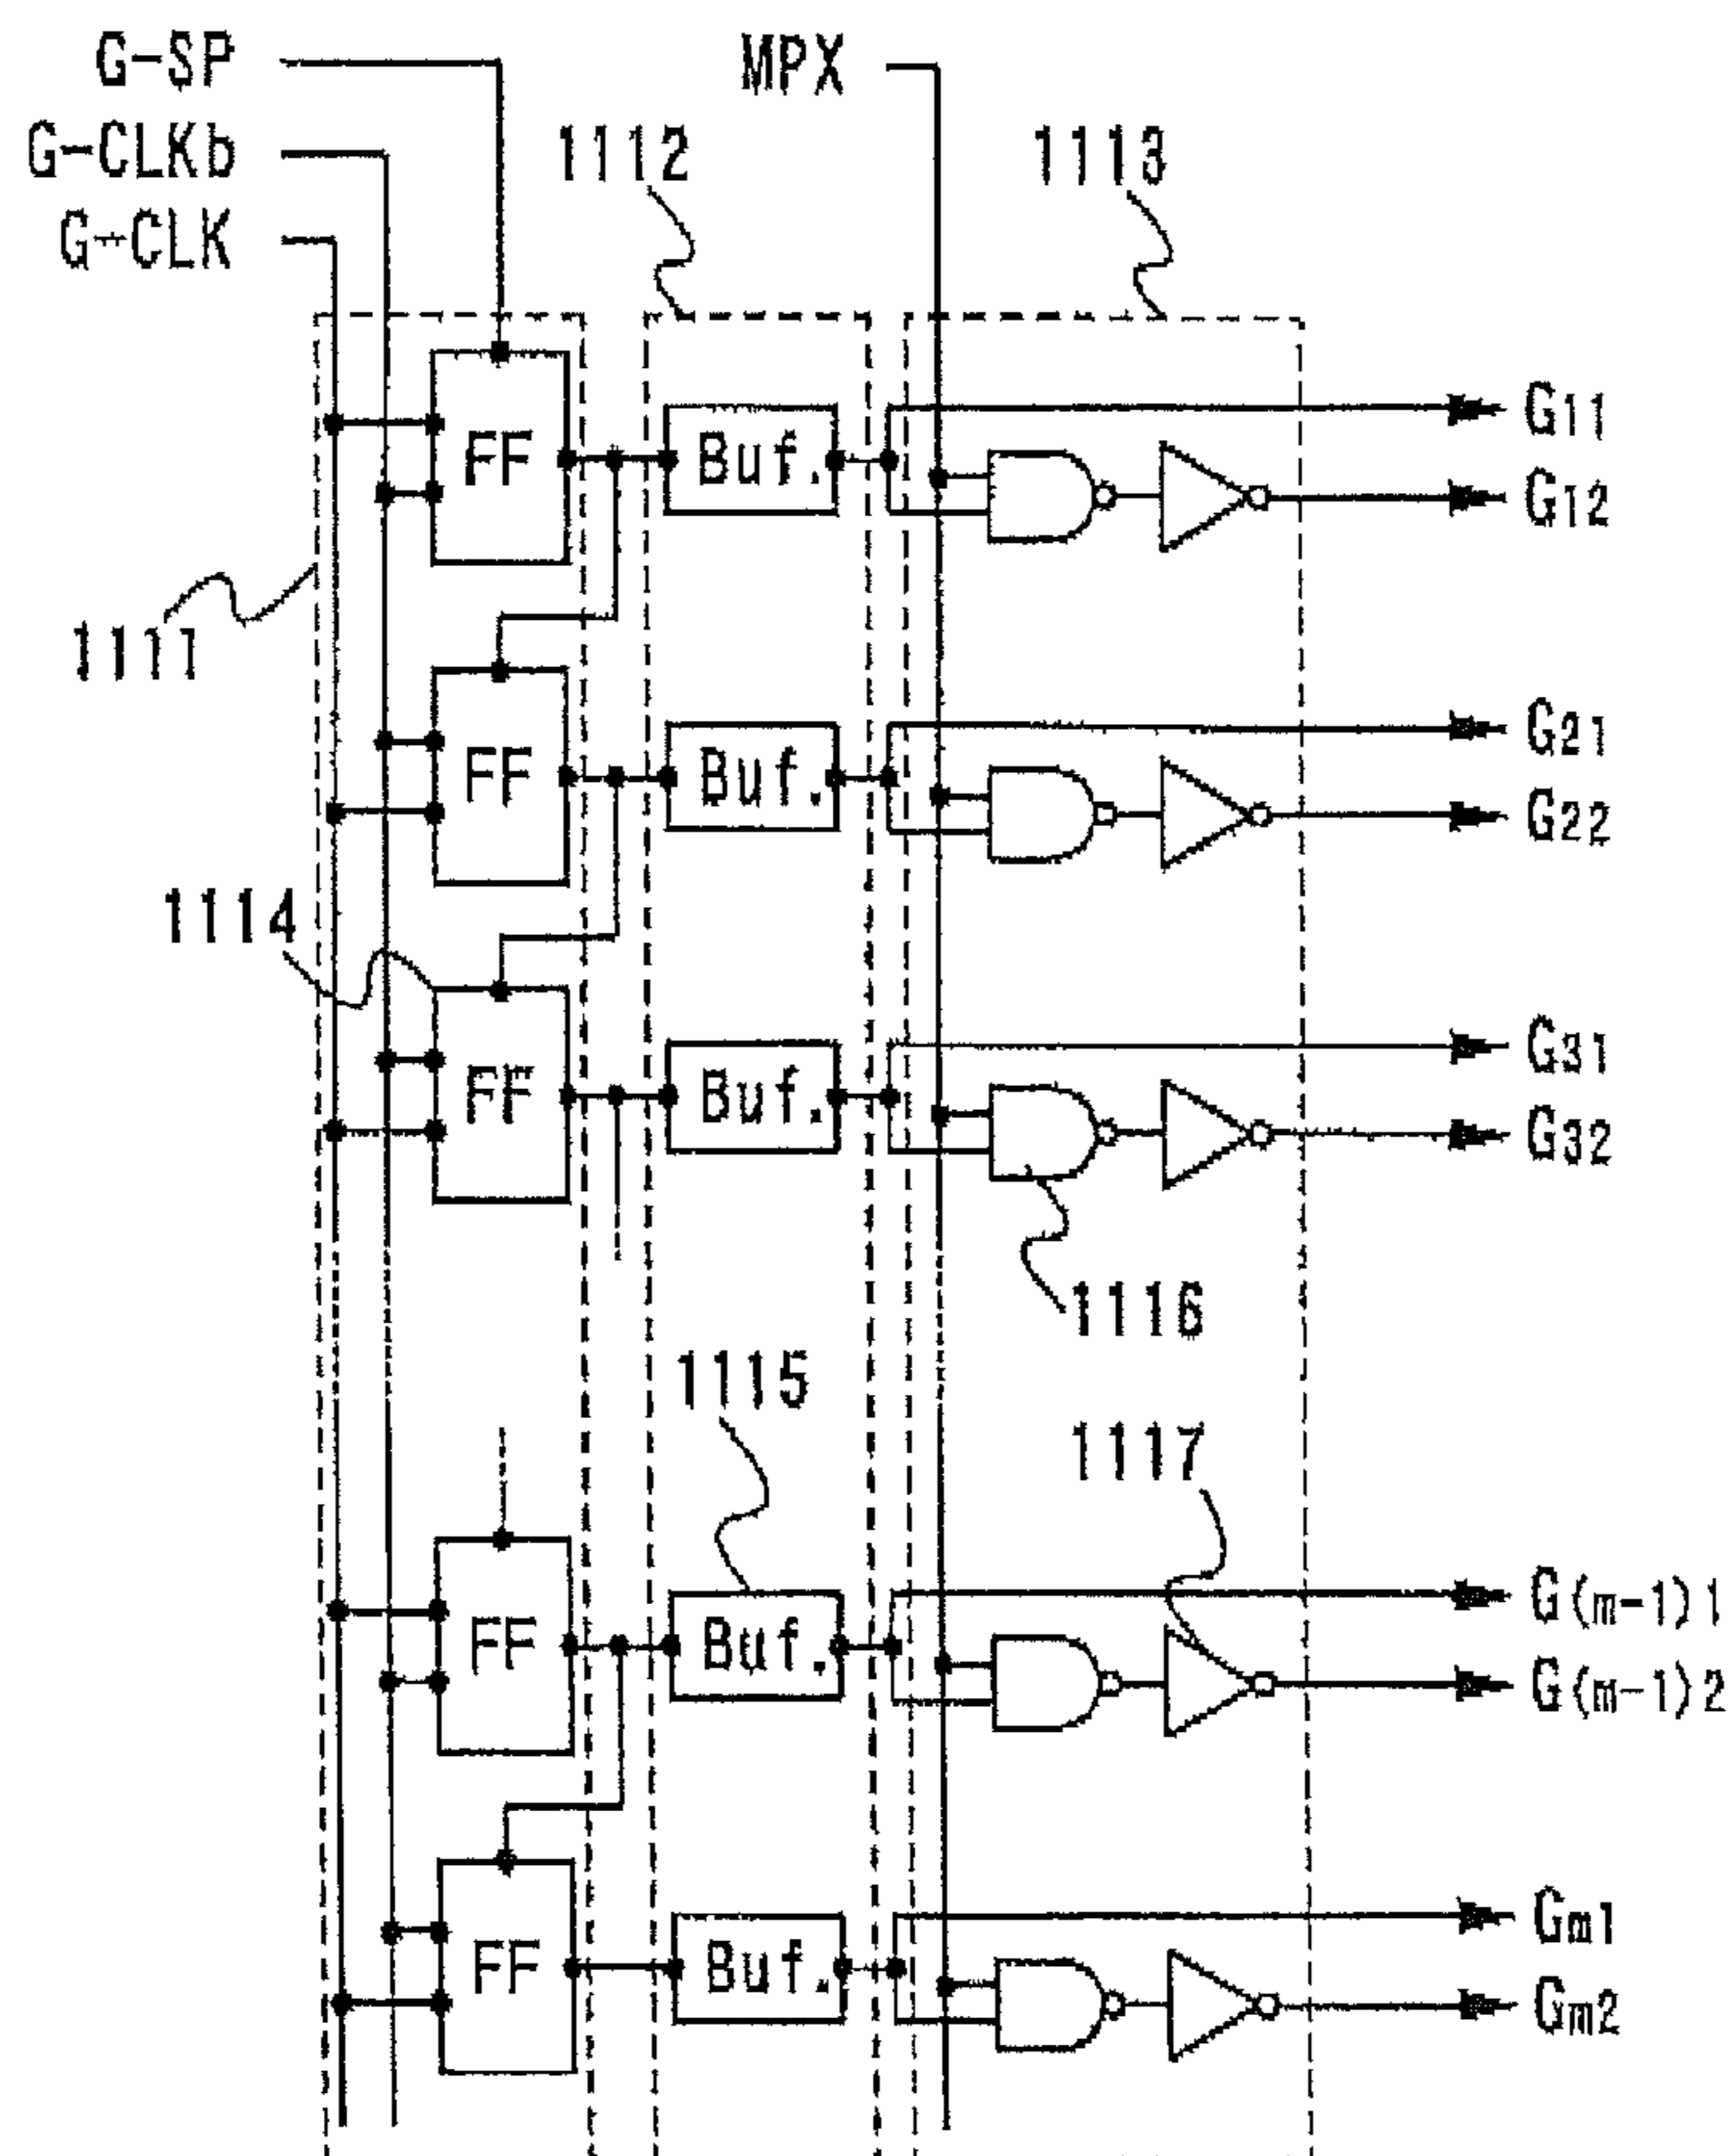 G-SP
MPX
G-CLKb
1112
1113
G-CLK
G11
FF
Buf.
G12
1111
G21
FF
Buf.
G22
1114
G31
FF
Buf.
G32
1116
1115
1117
G(m-1)1
FF
Buf.
G(m-1)2
Gm1
FF
Buf.
Gm2